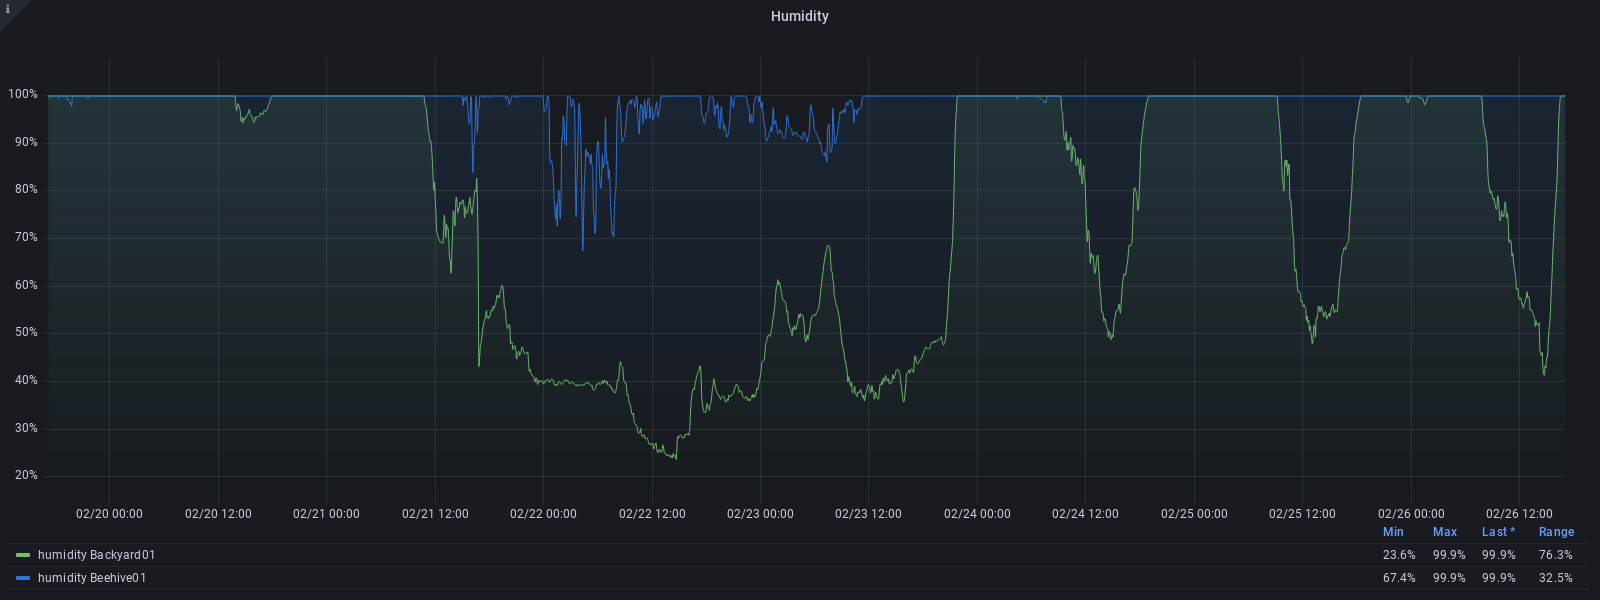 i
Humidity
100%
90%
80%
70%
60%
50%
40%
30%
20%
02/20 00:00 02/20 12:00 02/21 00:00 02/21 12:00 02/22 00:00 02/22 12:00 02/23 00:00 02/23 12:00 02/24 00:00 02/24 12:00 02/25 00:00 02/25 12:00 02/26 00:00 02/26 12:00
Min Max Last * Range
humidity Backyard01 23.6% 99.9% 99.9% 76.3%
humidity Beehive01 67.4% 99.9% 99.9% 32.5%